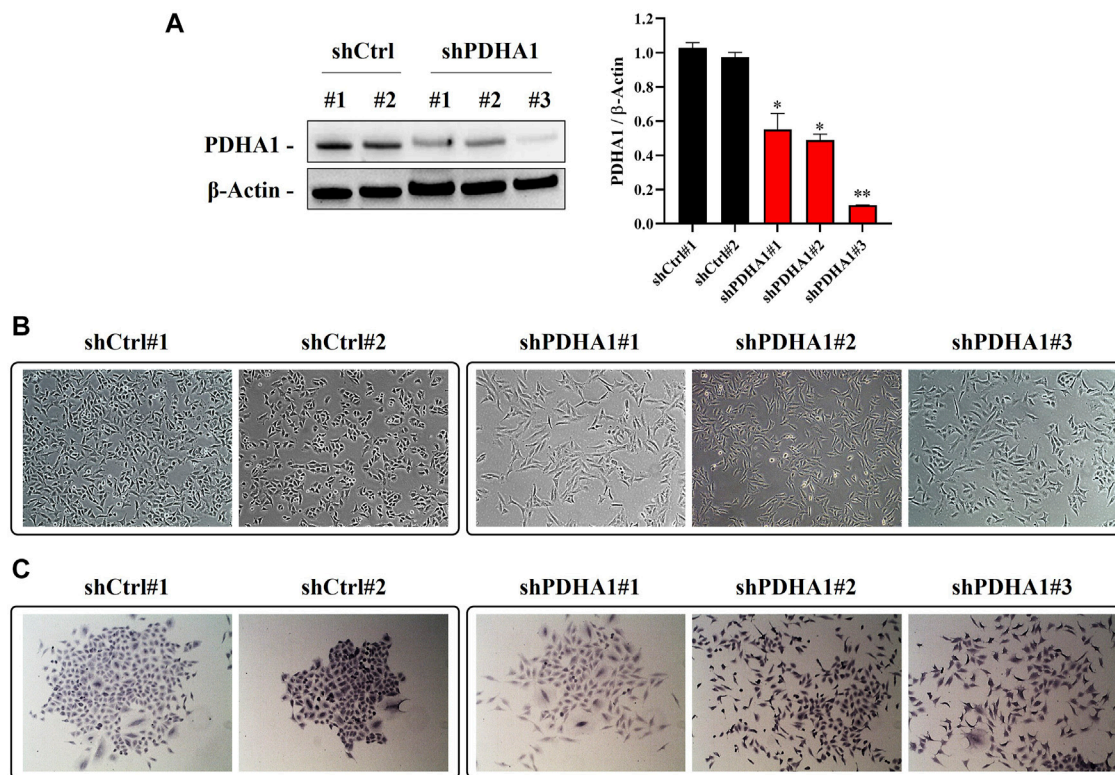 A
shCtrl shPDHA1
#1 #2 #1 #2 #3
PDHA1 -
β-Actin -
PDHA1 / β-Actin
1.2
1.0
0.8
0.6
0.4
0.2
0.0
* * **
shCtrl#1 shCtrl#2 shPDHA1#1 shPDHA1#2 shPDHA1#3
B
shCtrl#1 shCtrl#2 shPDHA1#1 shPDHA1#2 shPDHA1#3
C
shCtrl#1 shCtrl#2 shPDHA1#1 shPDHA1#2 shPDHA1#3